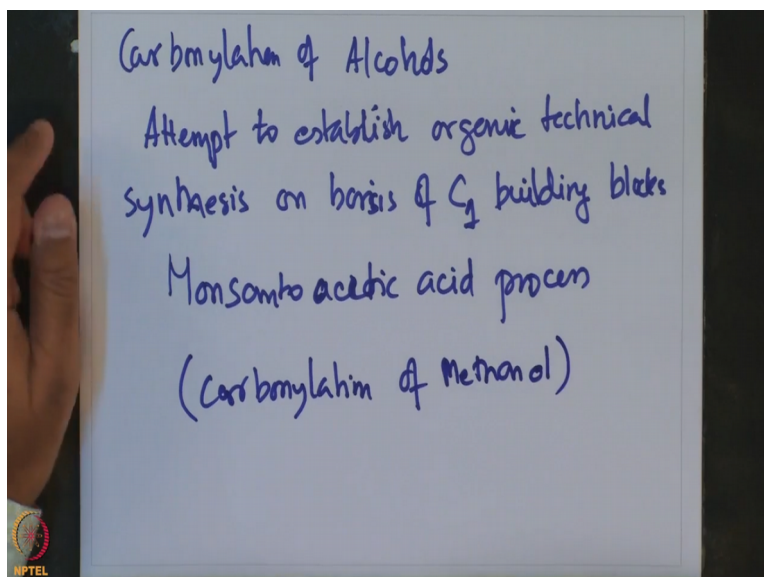 Carbonylation of Alcohols
Attempt to establish organic technical
synthesis on basis of C1 building blocks
Monsanto acetic acid process
(Carbonylation of Methanol)
NPTEL